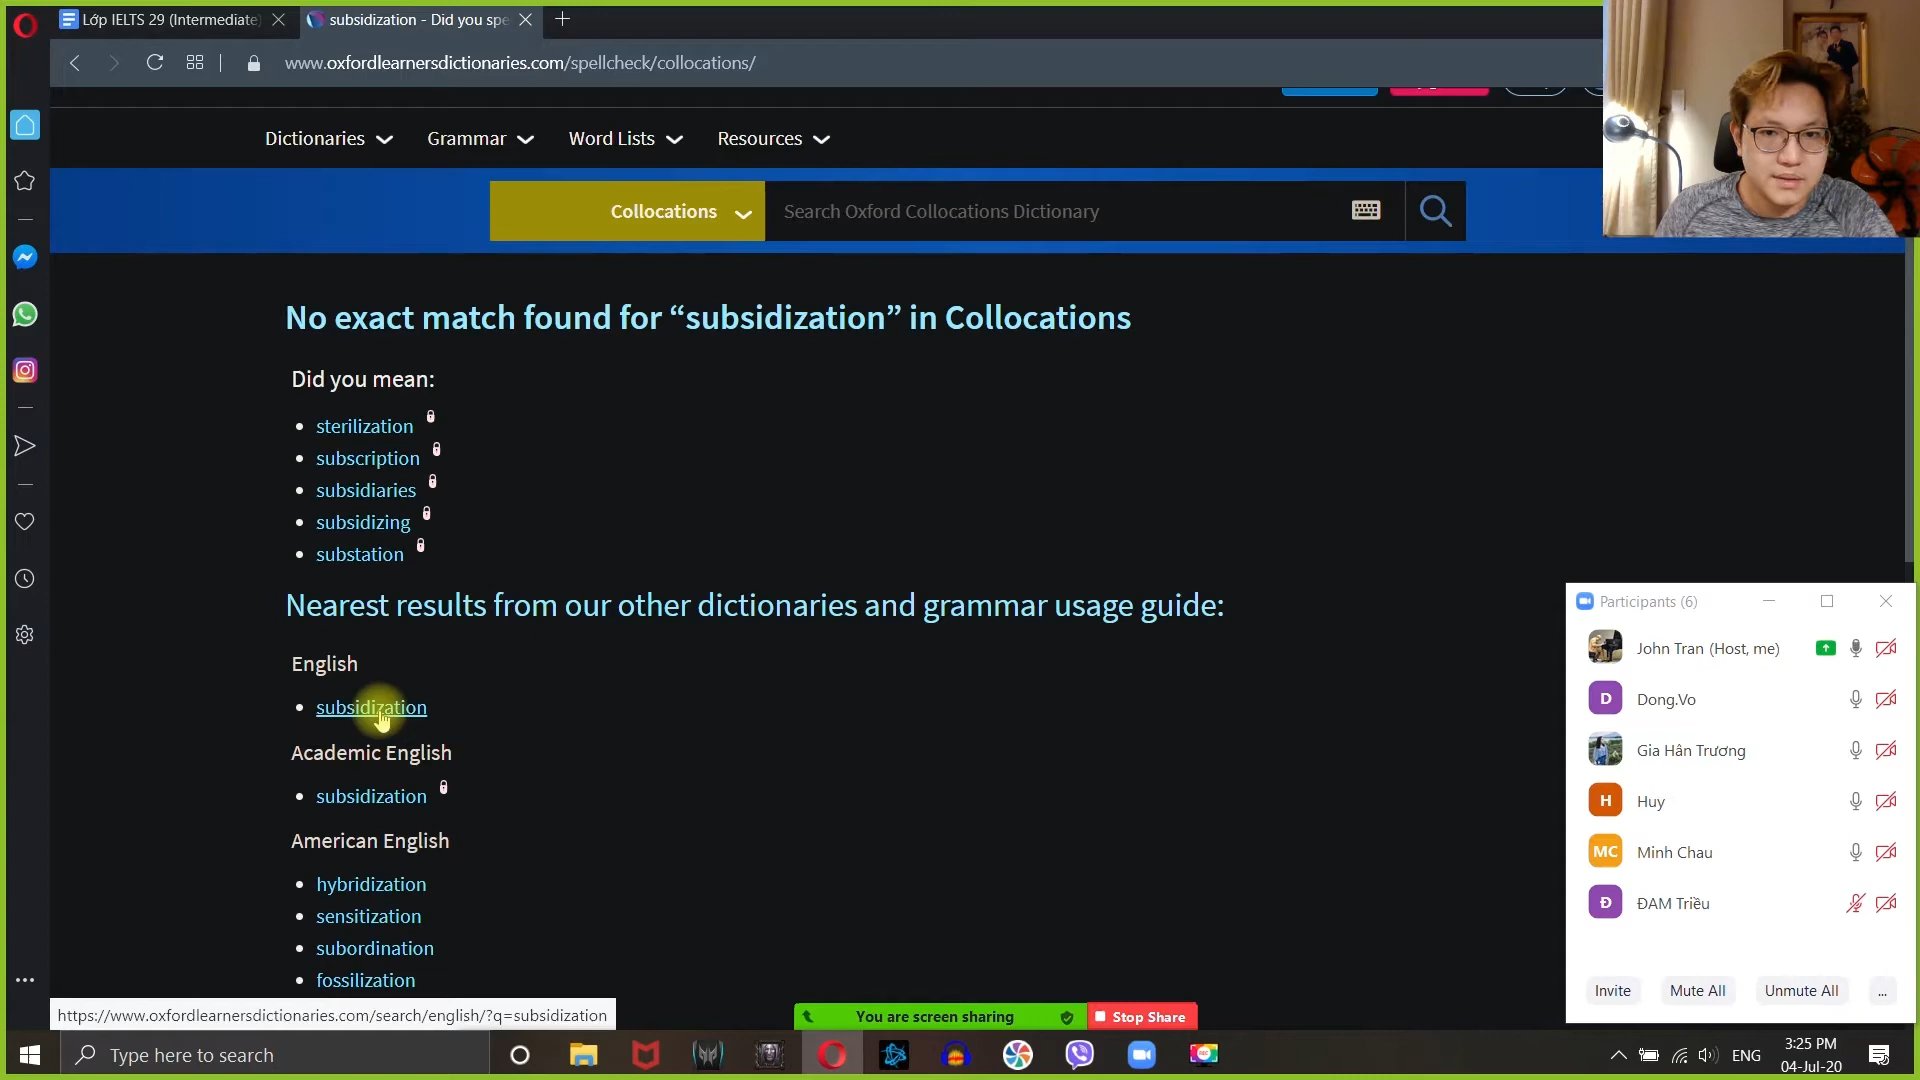 Lớp IELTS 29 (Intermediate)
subsidization - Did you spe
www.oxfordlearnersdictionaries.com/spellcheck/collocations/
Dictionaries
Grammar
Word Lists
Resources
Collocations
Search Oxford Collocations Dictionary
No exact match found for “subsidization” in Collocations
Did you mean:
sterilization
subscription
subsidiaries
subsidizing
substation
Nearest results from our other dictionaries and grammar usage guide:
English
subsidization
Academic English
subsidization
American English
hybridization
sensitization
subordination
fossilization
https://www.oxfordlearnersdictionaries.com/search/english/?q=subsidization
You are screen sharing
Stop Share
Participants (6)
John Tran (Host, me)
D
Dong.Vo
Gia Hân Trương
H
Huy
MC
Minh Chau
Đ
ĐAM Triều
Invite
Mute All
Unmute All
...
Type here to search
ENG
3:25 PM
04-Jul-20